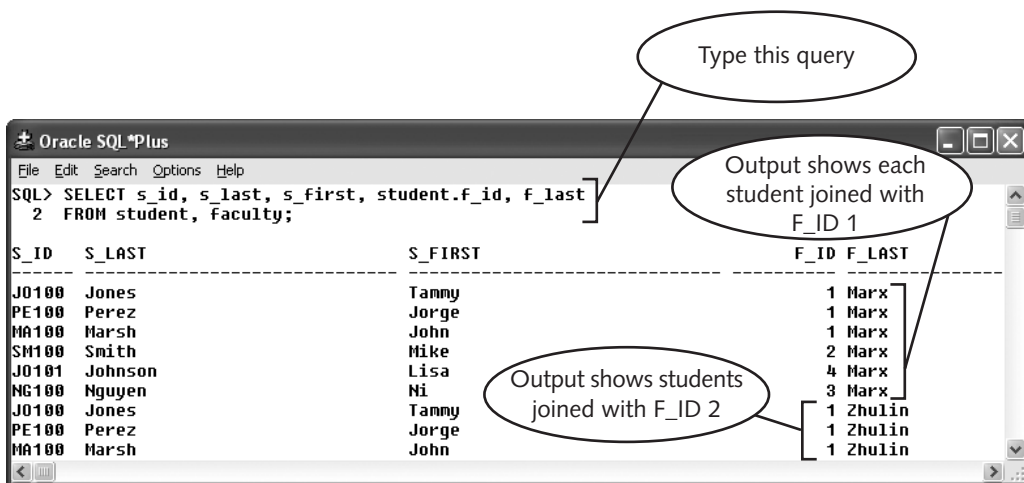 Type this query
Oracle SQL*Plus
File Edit Search Options Help
Output shows each
student joined with
F_ID 1
SQL> SELECT s_id, s_last, s_first, student.f_id, f_last
2 FROM student, faculty;
S_ID S_LAST S_FIRST F_ID F_LAST
------ ------------------------------ ------------------------------ ---------- ------------------------------
JO100 Jones Tammy 1 Marx
PE100 Perez Jorge 1 Marx
MA100 Marsh John 1 Marx
SM100 Smith Mike 2 Marx
JO101 Johnson Lisa 4 Marx
NG100 Nguyen Ni 3 Marx
JO100 Jones Tammy 1 Zhulin
PE100 Perez Jorge 1 Zhulin
MA100 Marsh John 1 Zhulin
Output shows students
joined with F_ID 2